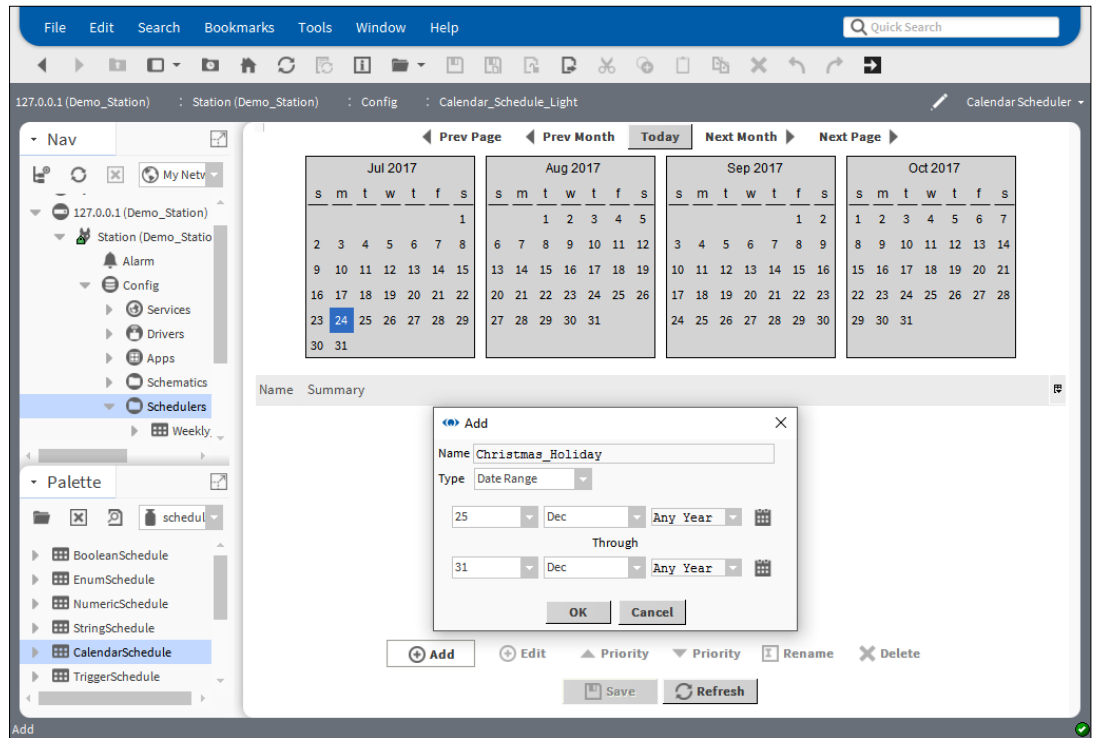 File Edit Search Bookmarks Tools Window Help
Quick Search
127.0.0.1 (Demo_Station) : Station (Demo_Station) : Config : Calendar_Schedule_Light
Calendar Scheduler
Nav
My Netv
127.0.0.1 (Demo_Station)
Station (Demo_Statio
Alarm
Config
Services
Drivers
Apps
Schematics
Schedulers
Weekly_
Palette
schedul
BooleanSchedule
EnumSchedule
NumericSchedule
StringSchedule
CalendarSchedule
TriggerSchedule
Prev Page Prev Month Today Next Month Next Page
Jul 2017
s m t w t f s
1
2 3 4 5 6 7 8
9 10 11 12 13 14 15
16 17 18 19 20 21 22
23 24 25 26 27 28 29
30 31
Aug 2017
s m t w t f s
1 2 3 4 5
6 7 8 9 10 11 12
13 14 15 16 17 18 19
20 21 22 23 24 25 26
27 28 29 30 31
Sep 2017
s m t w t f s
1 2
3 4 5 6 7 8 9
10 11 12 13 14 15 16
17 18 19 20 21 22 23
24 25 26 27 28 29 30
Oct 2017
s m t w t f s
1 2 3 4 5 6 7
8 9 10 11 12 13 14
15 16 17 18 19 20 21
22 23 24 25 26 27 28
29 30 31
Name Summary
Add
Name Christmas_Holiday
Type Date Range
25 Dec Any Year
Through
31 Dec Any Year
OK Cancel
Add Edit Priority Priority Rename Delete
Save Refresh
Add